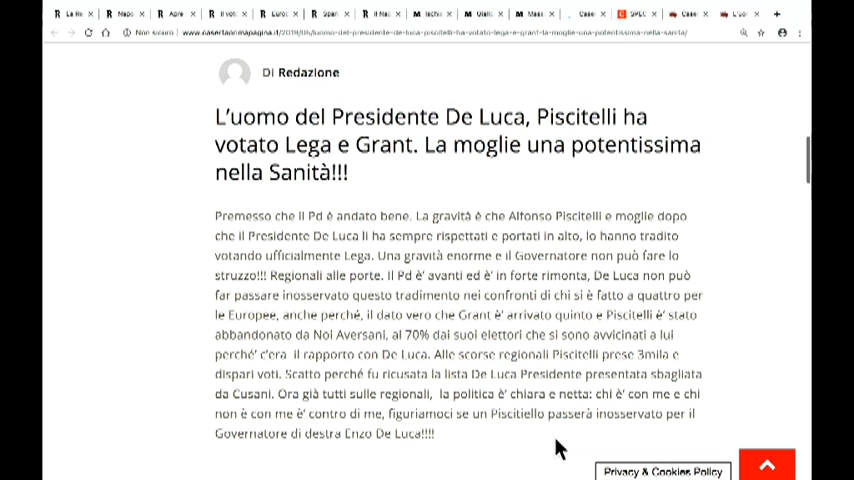 Non sicuro
Di Redazione
L'uomo del Presidente De Luca, Piscitelli ha
votato Lega e Grant. La moglie una potentissima
nella Sanità!!!
Premesso che il Pd è andato bene. La gravità è che Alfonso Piscitelli e moglie dopo
che il Presidente De Luca li ha sempre rispettati e portati in alto, lo hanno tradito
votando ufficialmente Lega. Una gravità enorme e il Governatore non può fare lo
struzzo!!! Regionali alle porte. Il Pd è' avanti ed è' in forte rimonta, De Luca non può
far passare inosservato questo tradimento nei confronti di chi si è fatto a quattro per
le Europee, anche perché, il dato vero che Grant è' arrivato quinto e Piscitelli è' stato
abbandonato da Noi Aversani, al 70% dai suoi elettori che si sono avvicinati a lui
perché' c'era il rapporto con De Luca. Alle scorse regionali Piscitelli prese 3mila e
dispari voti. Scatto perché fu ricusata la lista De Luca Presidente presentata sbagliata
da Cusani. Ora già tutti sulle regionali, la politica è' chiara e netta: chi è' con me e chi
non è con me è' contro di me, figuriamoci se un Piscitiello passerà inosservato per il
Governatore di destra Enzo De Luca!!!!
Privacy & Cookies Policy